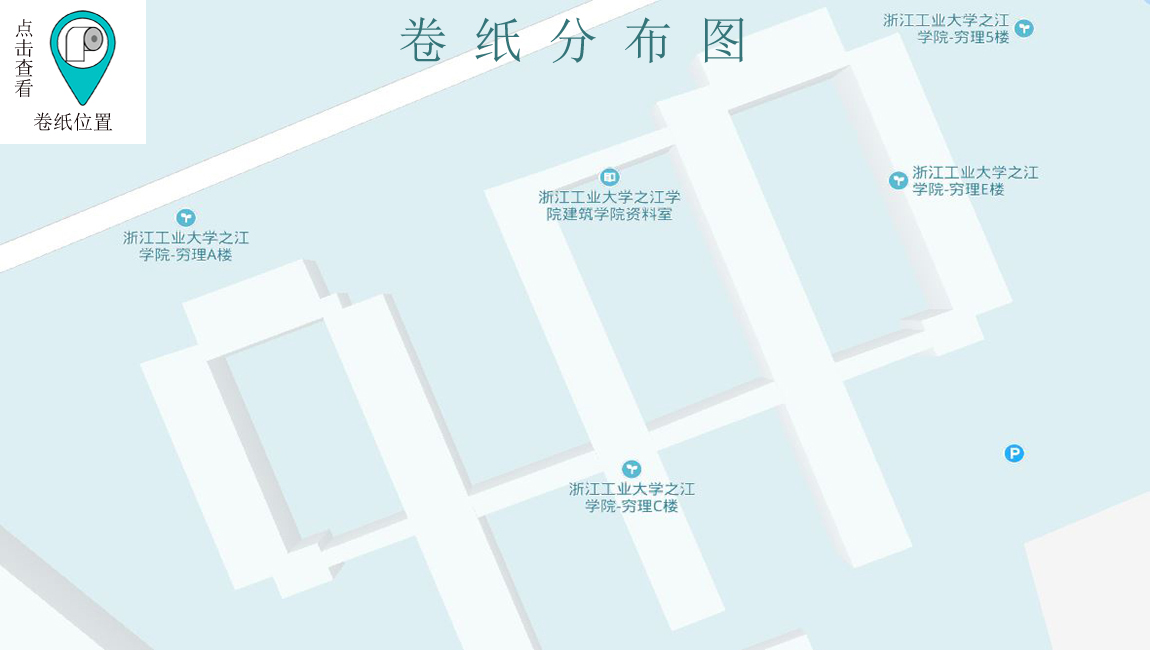 点击查看
卷纸位置
卷纸分布图
浙江工业大学之江
学院-穷理5楼
浙江工业大学之江
学院-穷理E楼
浙江工业大学之江学
院建筑学院资料室
浙江工业大学之江
学院-穷理A楼
P
浙江工业大学之江
学院-穷理C楼